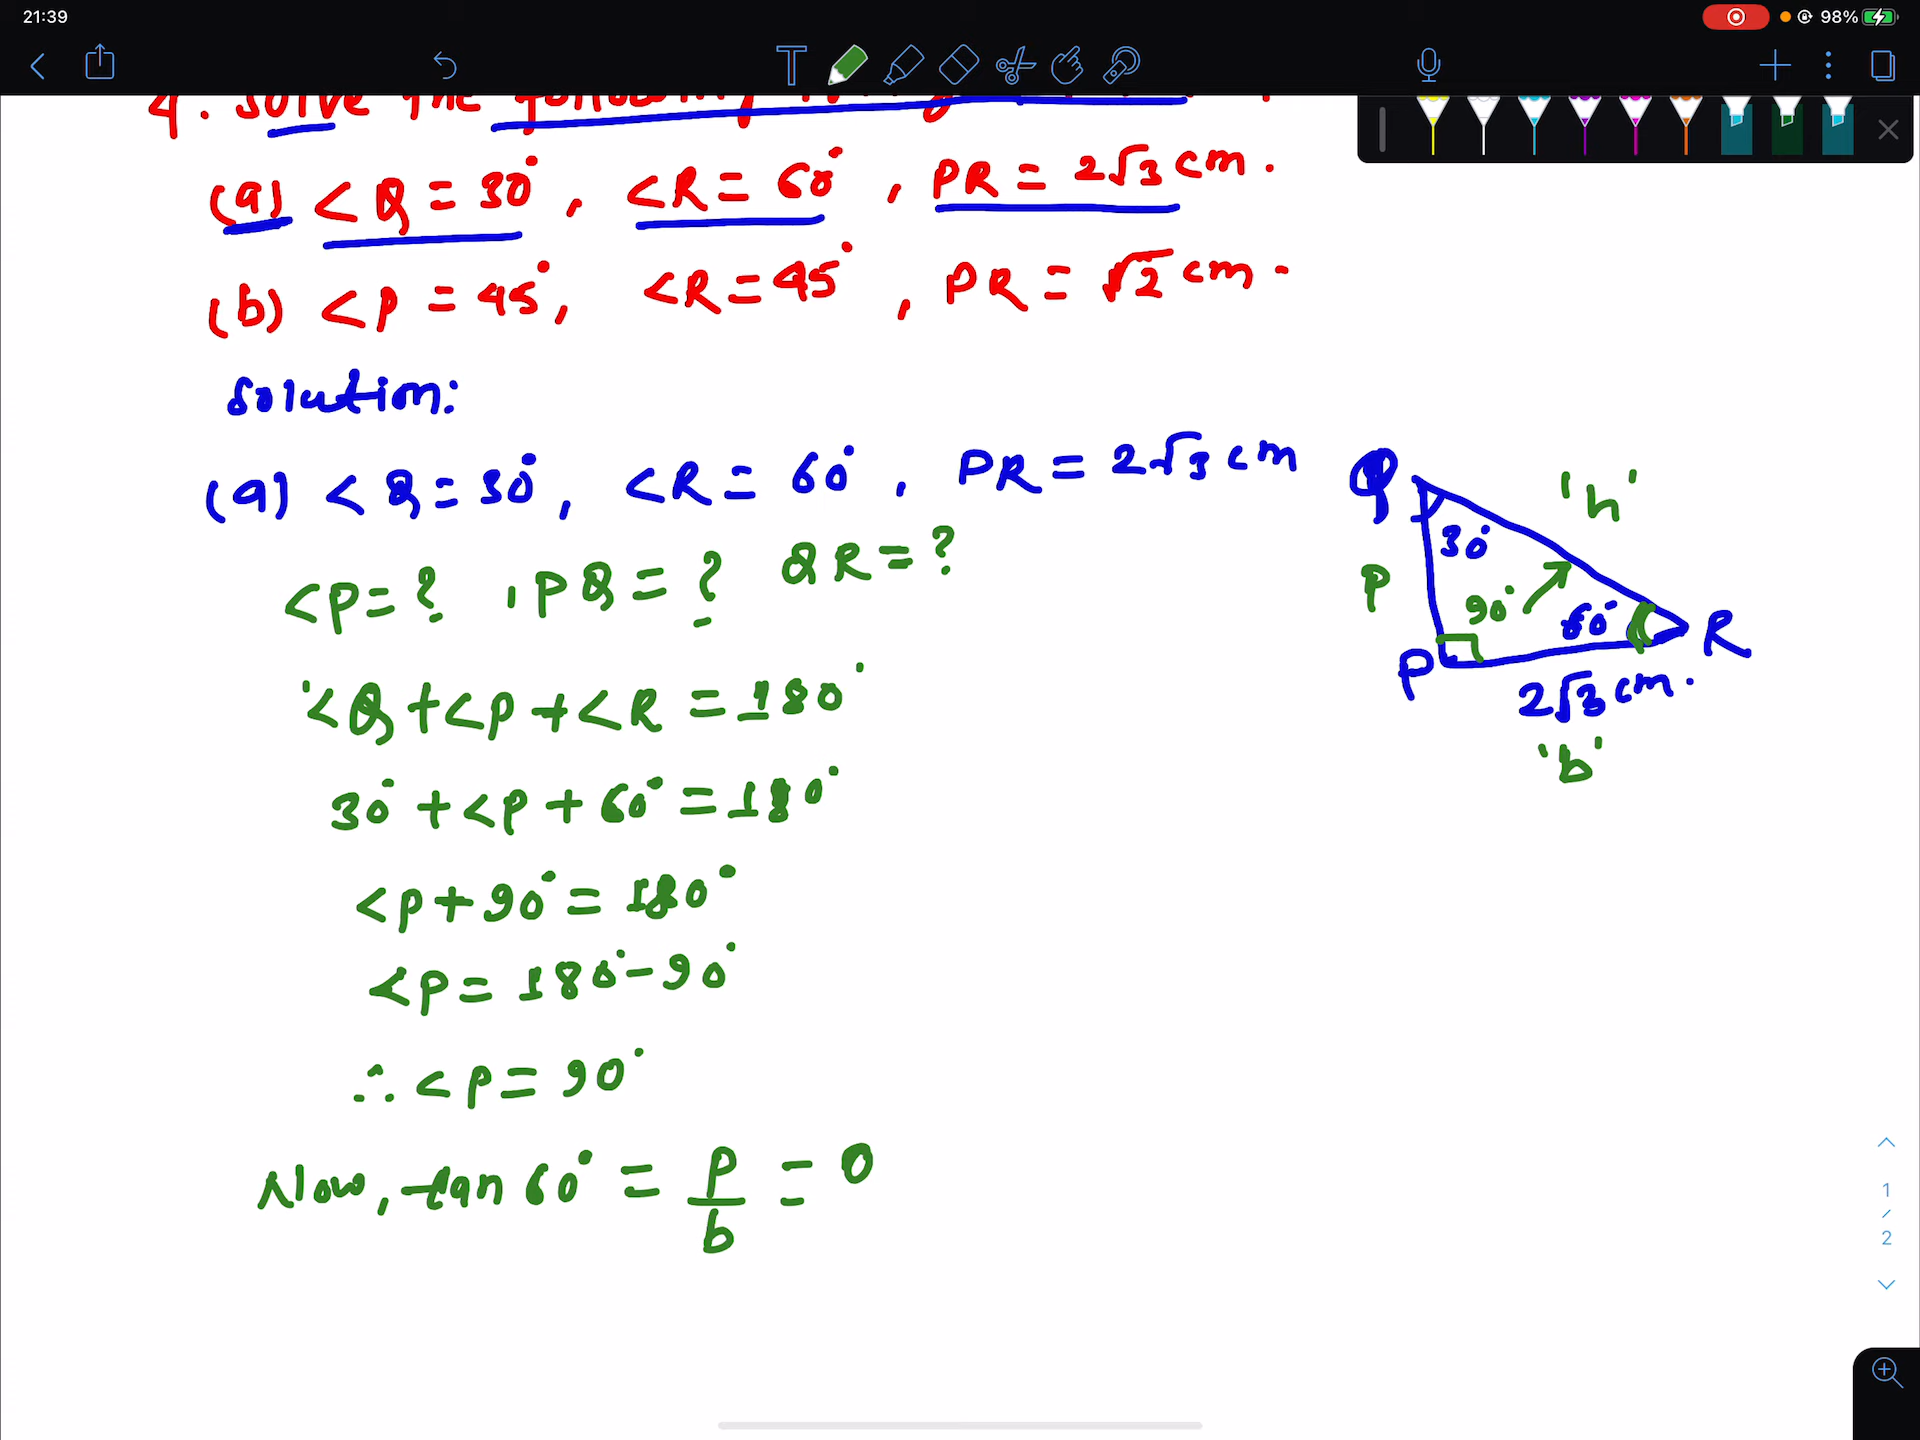 21:39
98%
4. Solve the following
(a) <Q = 30°, <R = 60°, PR = 2√3 cm.
(b) <P = 45°, <R = 45°, PR = √2 cm.
Solution:
(a) <Q = 30°, <R = 60°, PR = 2√3 cm
<P = ?, PQ = ? QR = ?
<Q + <P + <R = 180°
30° + <P + 60° = 180°
<P + 90° = 180°
<P = 180° - 90°
∴ <P = 90°
Now, tan 60° = p/b = 0
Q
'h'
30°
P
90°
60°
R
P
2√3 cm.
'b'
1
/
2